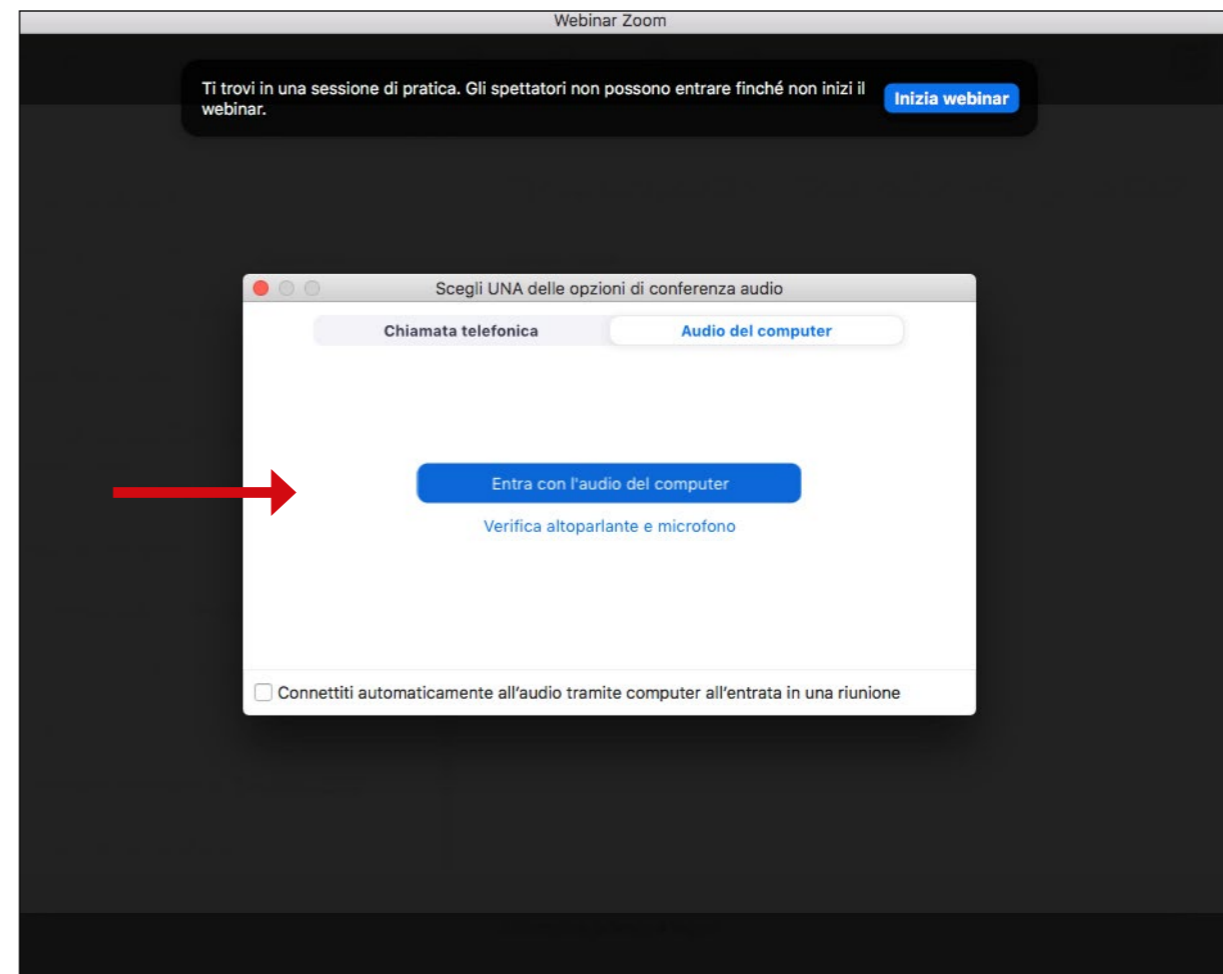 Webinar Zoom
Ti trovi in una sessione di pratica. Gli spettatori non possono entrare finché non inizi il
webinar.
Inizia webinar
Scegli UNA delle opzioni di conferenza audio
Chiamata telefonica
Audio del computer
Entra con l'audio del computer
Verifica altoparlante e microfono
Connettiti automaticamente all'audio tramite computer all'entrata in una riunione